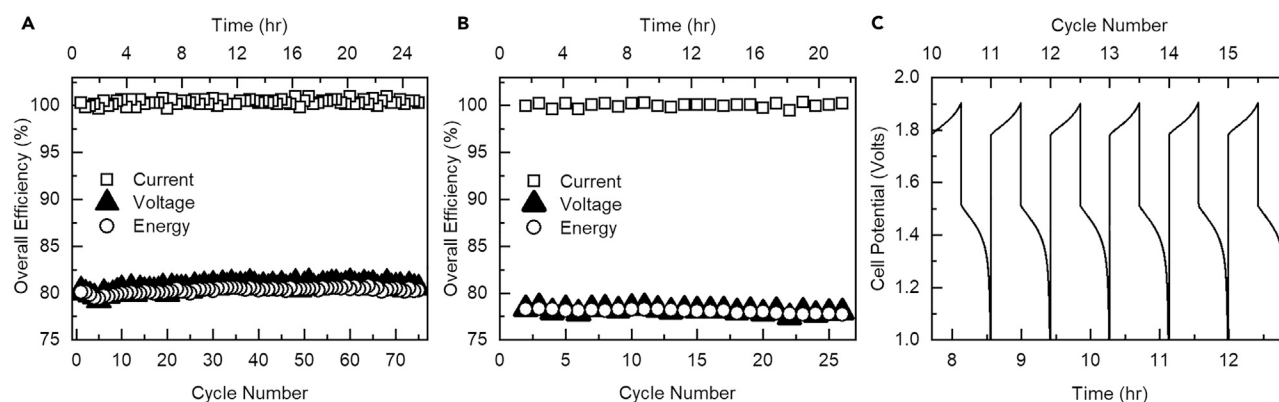 A
Time (hr)
0 4 8 12 16 20 24
Overall Efficiency (%)
100
95
90
85
80
75
Current
Voltage
Energy
0 10 20 30 40 50 60 70
Cycle Number
B
Time (hr)
0 4 8 12 16 20
Overall Efficiency (%)
100
95
90
85
80
75
Current
Voltage
Energy
0 5 10 15 20 25
Cycle Number
C
Cycle Number
10 11 12 13 14 15
Cell Potential (Volts)
2.0
1.8
1.6
1.4
1.2
1.0
8 9 10 11 12
Time (hr)